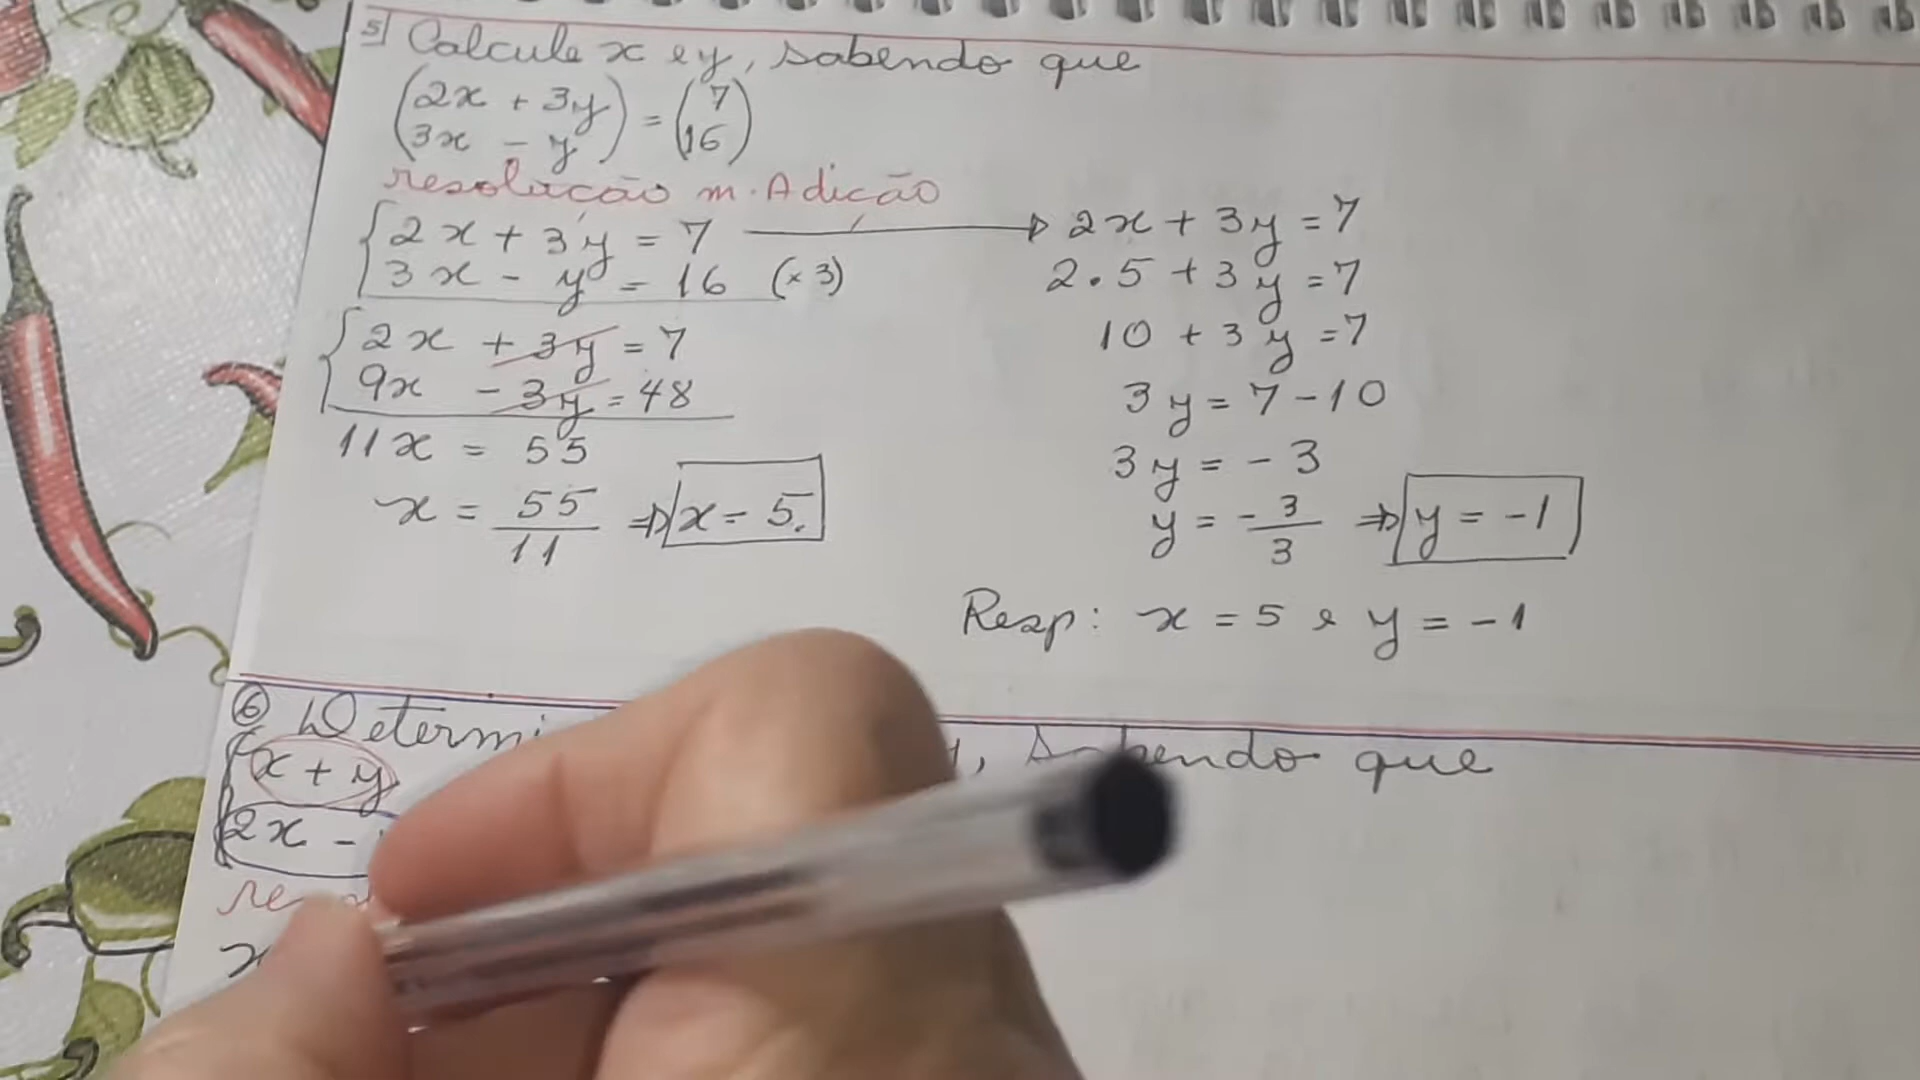 5) Calcule x e y, sabendo que
(2x + 3y) = (7)
(3x - y) (16)
resolução m. Adição
{2x + 3y = 7
3x - y = 16 (x 3)
{2x + 3y = 7
9x - 3y = 48
11x = 55
x = 55/11 ⇒ x = 5.
2x + 3y = 7
2.5 + 3y = 7
10 + 3y = 7
3y = 7 - 10
3y = -3
y = -3/3 ⇒ y = -1
Resp: x = 5 e y = -1
6 sabendo que
x + y
2x -
x